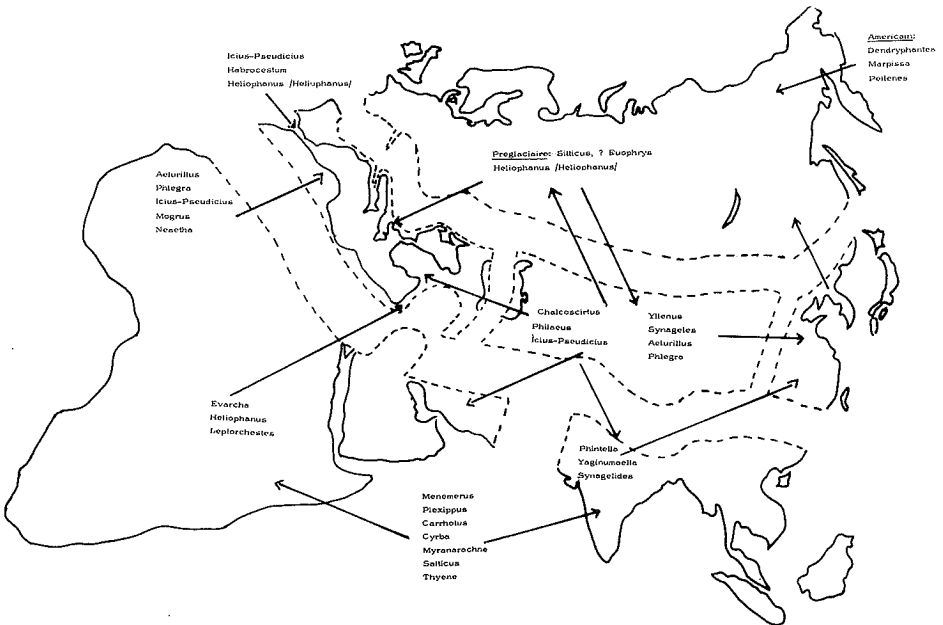 Icius-Pseudicius
Habrocestum
Heliophanus /Heliophanus/
Americain:
Dendryphantes
Marpissa
Poilenes
Aelurillus
Phlegra
Icius-Pseudicius
Mogrus
Neaetha
Preglaciaire: Sitticus, ? Euophrys
Heliophanus /Heliophanus/
Chalcoscirtus
Philaeus
Icius-Pseudicius
Yllenus
Synageles
Aelurillus
Phlegra
Evarcha
Heliophanus
Leptorchestes
Phintella
Yaginumaella
Synagelides
Menemerus
Plexippus
Carrhotus
Cyrba
Myrmarachne
Salticus
Thyene